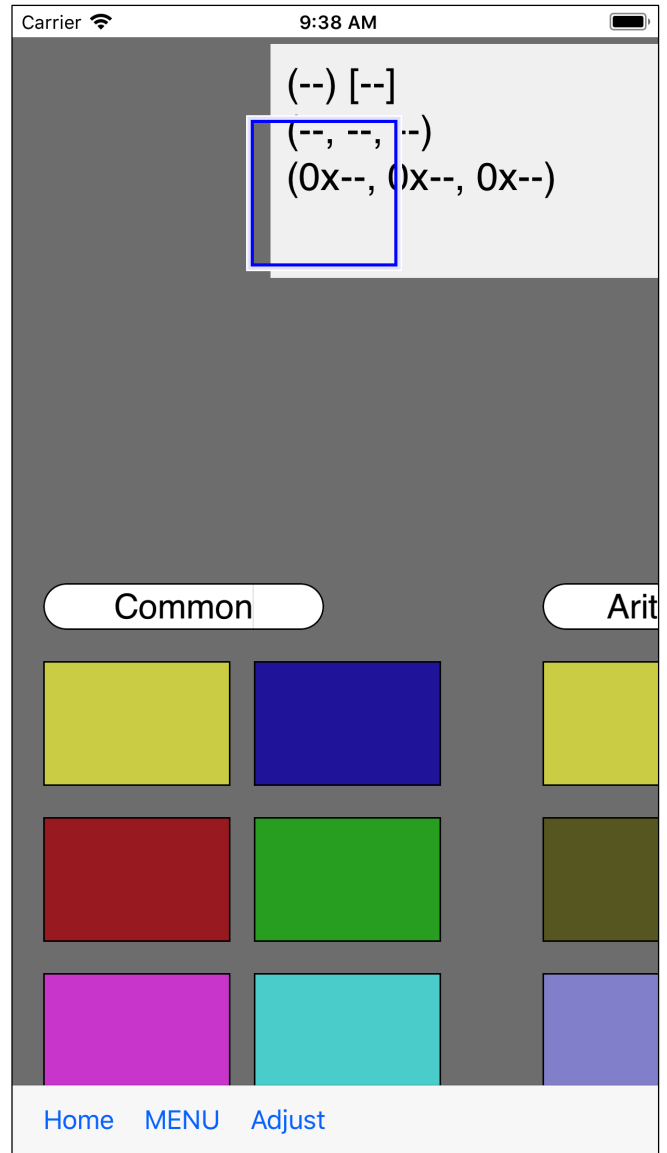 Carrier 9:38 AM
(--) [--]
(--, --, --)
(0x--, 0x--, 0x--)
Common Arit
Home MENU Adjust